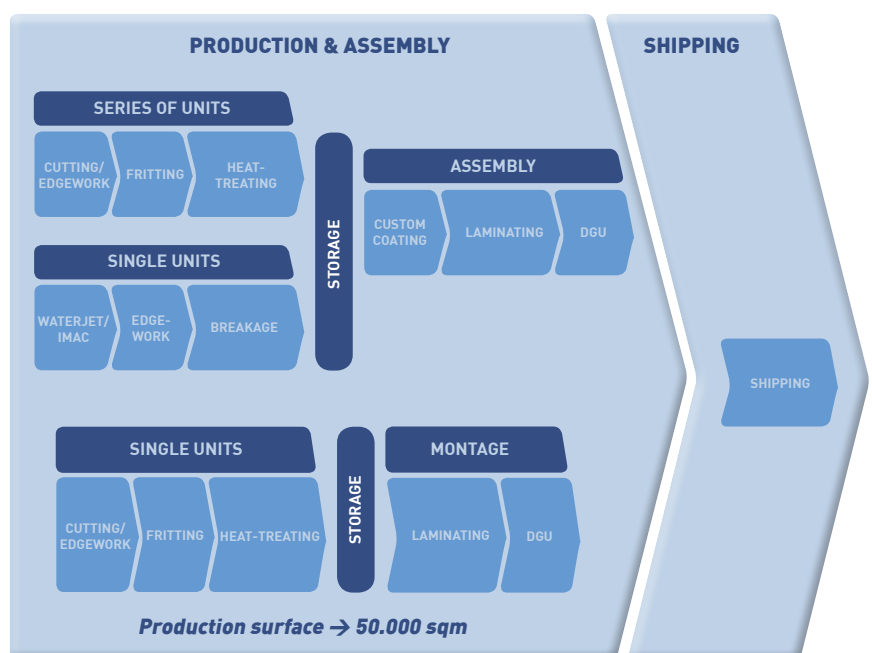 PRODUCTION & ASSEMBLY
SHIPPING
SERIES OF UNITS
CUTTING/
EDGEWORK
FRITTING
HEAT-
TREATING
SINGLE UNITS
WATERJET/
IMAC
EDGE-
WORK
BREAKAGE
STORAGE
ASSEMBLY
CUSTOM
COATING
LAMINATING
DGU
SHIPPING
SINGLE UNITS
CUTTING/
EDGEWORK
FRITTING
HEAT-TREATING
STORAGE
MONTAGE
LAMINATING
DGU
Production surface → 50.000 sqm